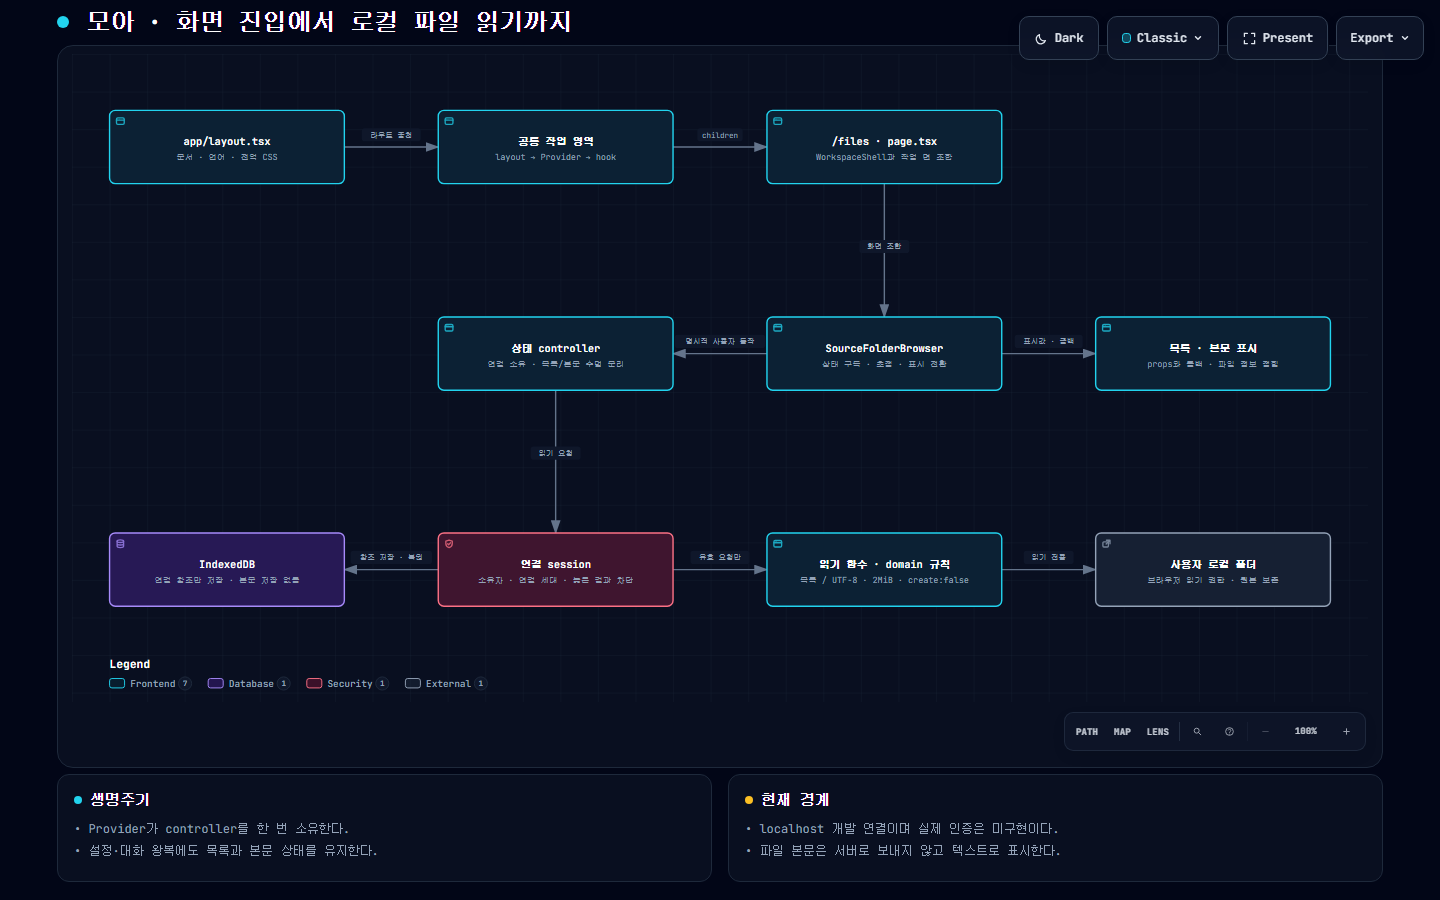 모아 · 화면 진입에서 로컬 파일 읽기까지
Dark
Classic
Present
Export
app/layout.tsx
문서 · 언어 · 전역 CSS
라우트 공통
공통 작업 영역
layout → Provider → hook
children
/files · page.tsx
WorkspaceShell과 작업 면 조합
화면 조합
상태 controller
연결 소유 · 목록/본문 수명 분리
명시적 사용자 동작
SourceFolderBrowser
상태 구독 · 초점 · 표시 전환
표시값 · 콜백
목록 · 본문 표시
props와 콜백 · 파일 정보 정렬
읽기 요청
IndexedDB
연결 참조만 저장 · 본문 저장 없음
참조 저장 · 복원
연결 session
소유자 · 연결 세대 · 늦은 결과 차단
유효 요청만
읽기 함수 · domain 규칙
목록 / UTF-8 · 2MiB · create:false
읽기 전용
사용자 로컬 폴더
브라우저 읽기 권한 · 원본 보존
Legend
Frontend 7
Database 1
Security 1
External 1
PATH MAP LENS
100%
생명주기
• Provider가 controller를 한 번 소유한다.
• 설정·대화 왕복에도 목록과 본문 상태를 유지한다.
현재 경계
• localhost 개발 연결이며 실제 인증은 미구현이다.
• 파일 본문은 서버로 보내지 않고 텍스트로 표시한다.